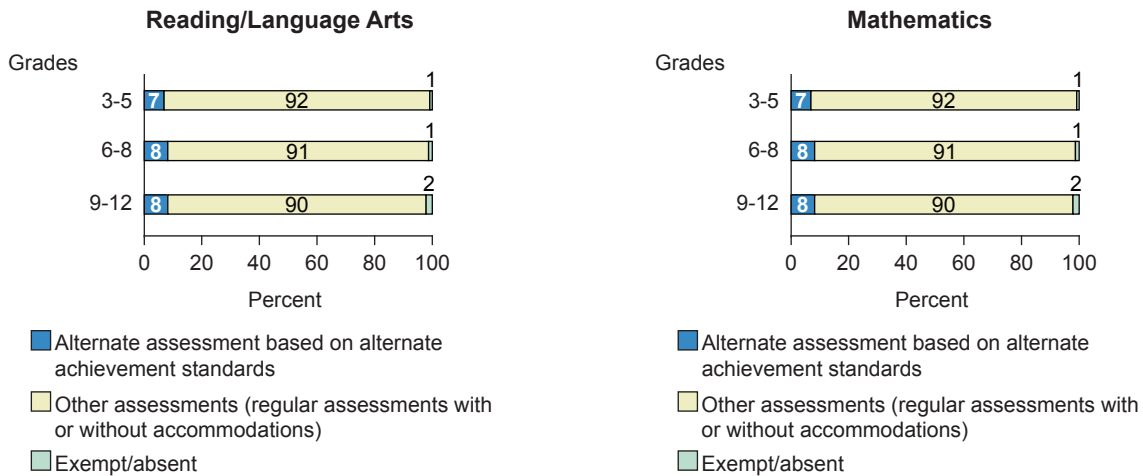 Reading/Language Arts
Grades
1
3-5 7 92
1
6-8 8 91
2
9-12 8 90
0 20 40 60 80 100
Percent
Alternate assessment based on alternate
achievement standards
Other assessments (regular assessments with
or without accommodations)
Exempt/absent
Mathematics
Grades
1
3-5 7 92
1
6-8 8 91
2
9-12 8 90
0 20 40 60 80 100
Percent
Alternate assessment based on alternate
achievement standards
Other assessments (regular assessments with
or without accommodations)
Exempt/absent